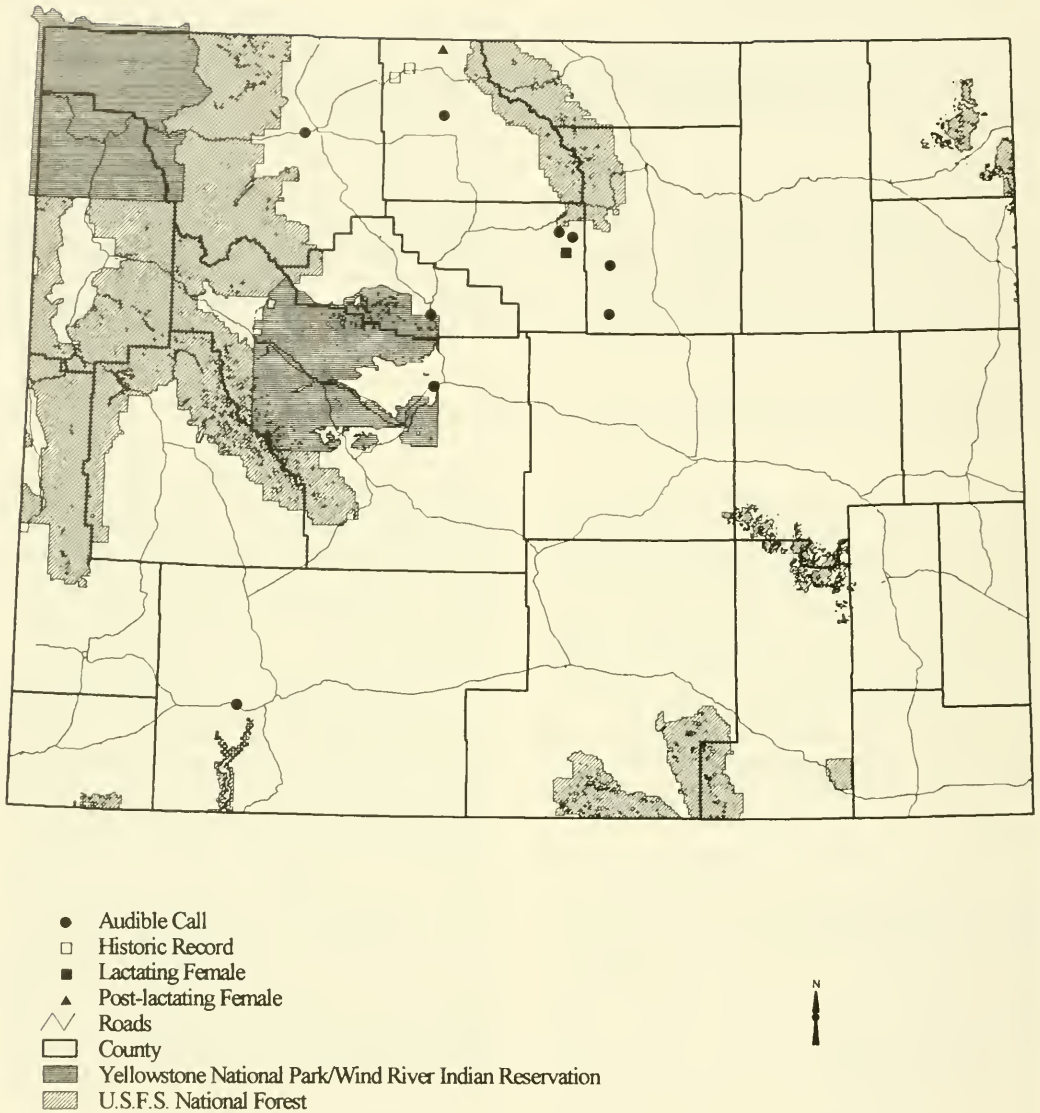 N
Audible Call
Historic Record
Lactating Female
Post-lactating Female
Roads
County
Yellowstone National Park/Wind River Indian Reservation
U.S.F.S. National Forest